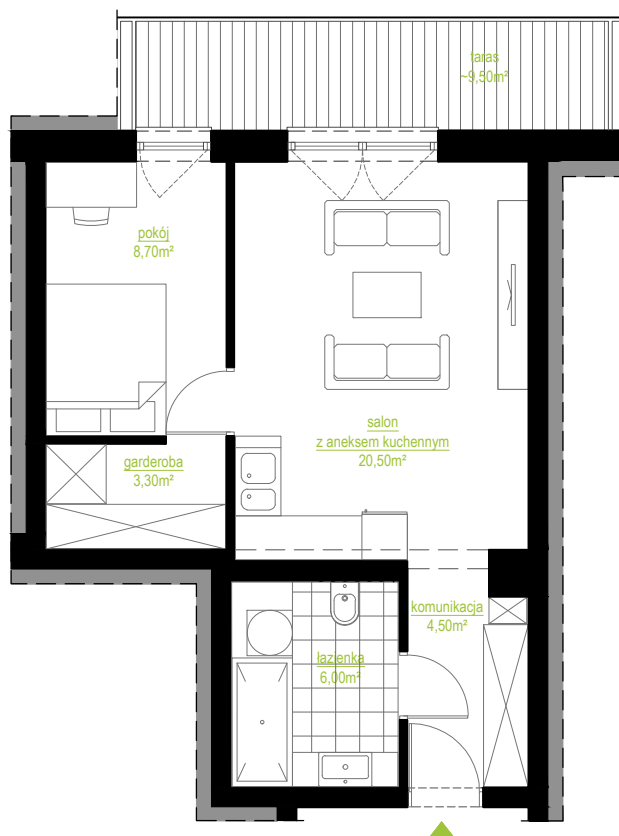 taras
~9,50m²
pokój
8,70m²
salon
z aneksem kuchennym
20,50m²
garderoba
3,30m²
komunikacja
4,50m²
łazienka
6,00m²